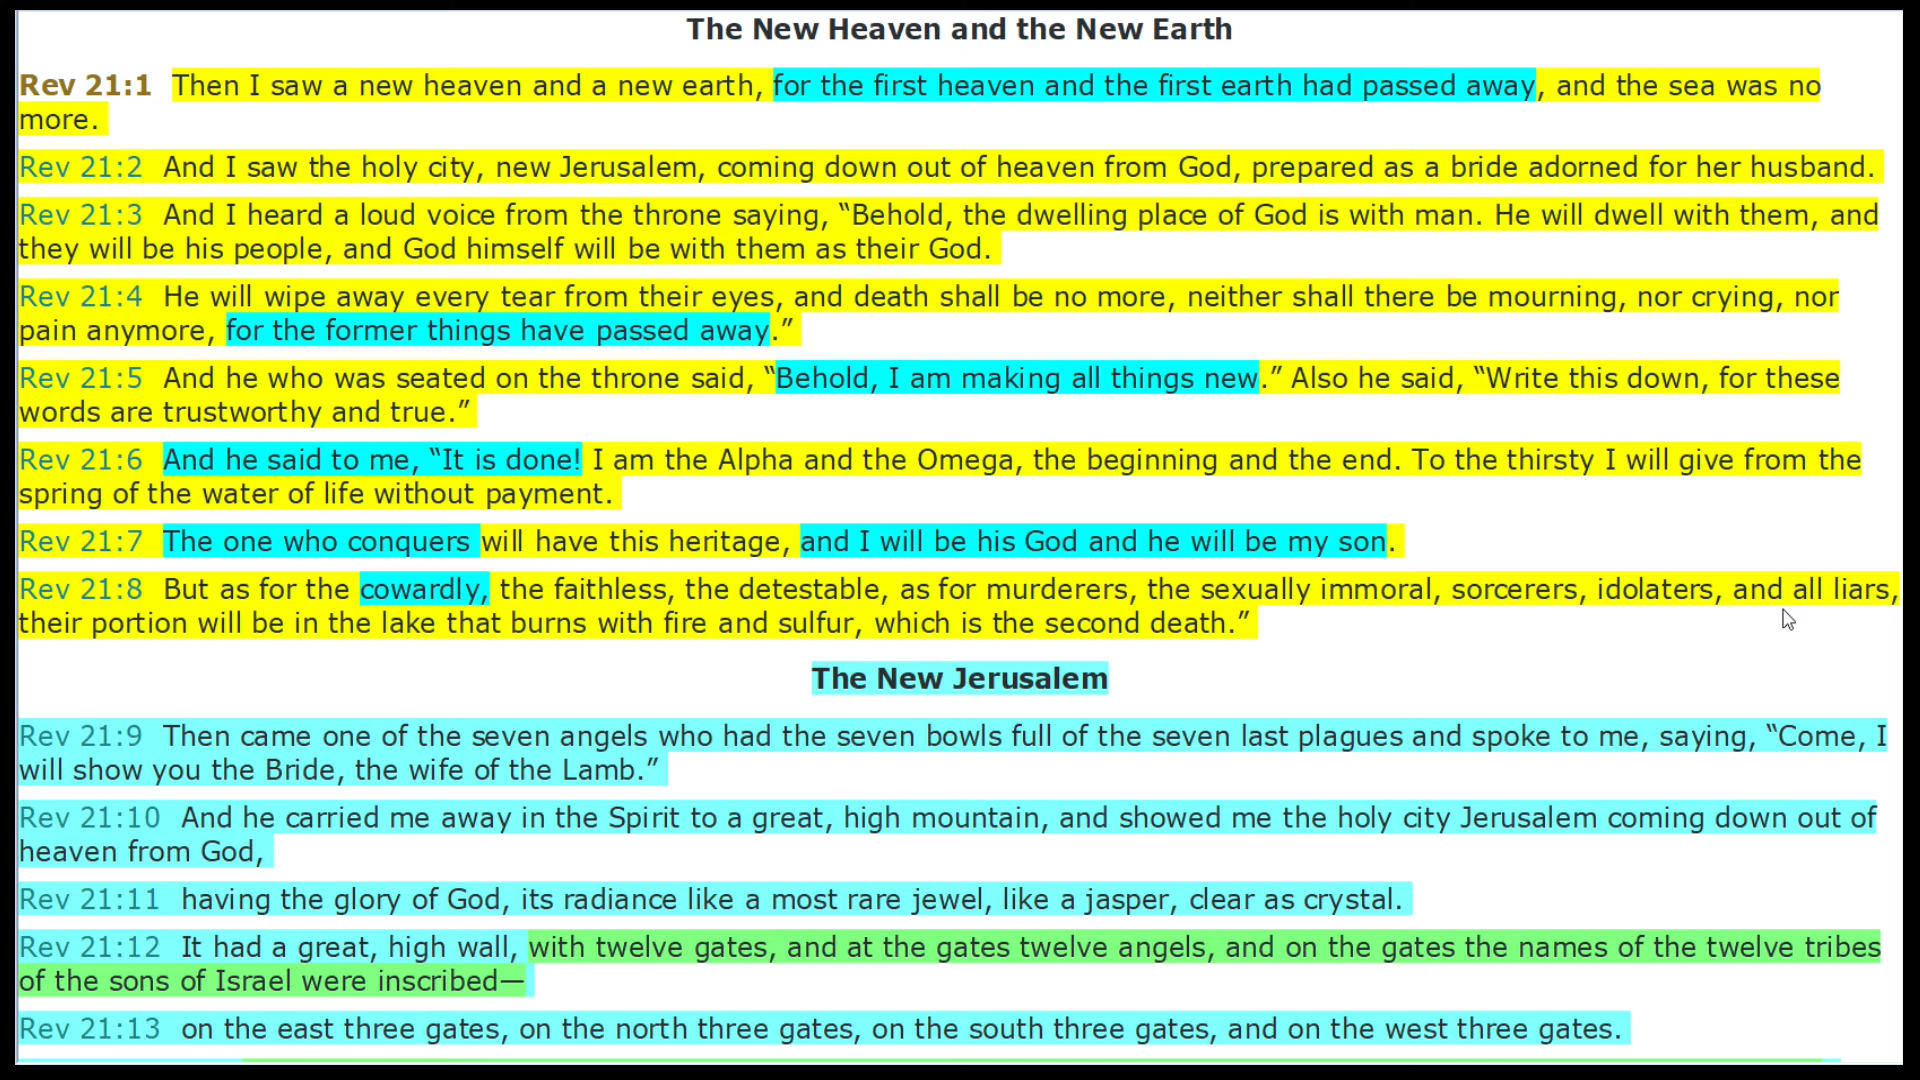 The New Heaven and the New Earth
Rev 21:1 Then I saw a new heaven and a new earth, for the first heaven and the first earth had passed away, and the sea was no
more.
Rev 21:2 And I saw the holy city, new Jerusalem, coming down out of heaven from God, prepared as a bride adorned for her husband.
Rev 21:3 And I heard a loud voice from the throne saying, “Behold, the dwelling place of God is with man. He will dwell with them, and
they will be his people, and God himself will be with them as their God.
Rev 21:4 He will wipe away every tear from their eyes, and death shall be no more, neither shall there be mourning, nor crying, nor
pain anymore, for the former things have passed away.”
Rev 21:5 And he who was seated on the throne said, “Behold, I am making all things new.” Also he said, “Write this down, for these
words are trustworthy and true.”
Rev 21:6 And he said to me, “It is done! I am the Alpha and the Omega, the beginning and the end. To the thirsty I will give from the
spring of the water of life without payment.
Rev 21:7 The one who conquers will have this heritage, and I will be his God and he will be my son.
Rev 21:8 But as for the cowardly, the faithless, the detestable, as for murderers, the sexually immoral, sorcerers, idolaters, and all liars,
their portion will be in the lake that burns with fire and sulfur, which is the second death.”
The New Jerusalem
Rev 21:9 Then came one of the seven angels who had the seven bowls full of the seven last plagues and spoke to me, saying, “Come, I
will show you the Bride, the wife of the Lamb.”
Rev 21:10 And he carried me away in the Spirit to a great, high mountain, and showed me the holy city Jerusalem coming down out of
heaven from God,
Rev 21:11 having the glory of God, its radiance like a most rare jewel, like a jasper, clear as crystal.
Rev 21:12 It had a great, high wall, with twelve gates, and at the gates twelve angels, and on the gates the names of the twelve tribes
of the sons of Israel were inscribed—
Rev 21:13 on the east three gates, on the north three gates, on the south three gates, and on the west three gates.